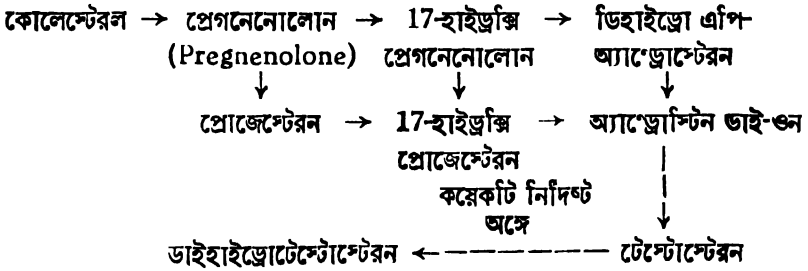 কোলেস্টেরল → প্রেগনেনোলোন → 17-হাইড্রক্সি → ডিহাইড্রো এপি-
(Pregnenolone) প্রেগনেনোলোন অ্যাণ্ড্রোস্টেরন
↓ ↓ ↓
প্রোজেস্টেরন → 17-হাইড্রক্সি → অ্যাণ্ড্রোস্টিন ডাই-ওন
প্রোজেস্টেরন
কয়েকটি নির্দিষ্ট
অঙ্গে
ডাইহাইড্রোটেস্টোস্টেরন ← টেস্টোস্টেরন